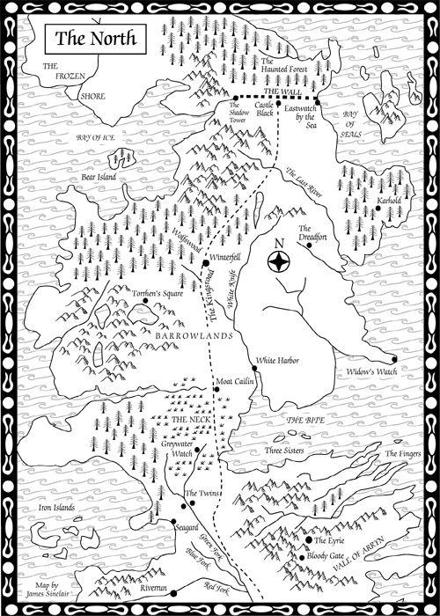 The North
THE
FROZEN
SHORE
The
Haunted Forest
THE WALL
The
Shadow
Tower
Castle
Black
Eastwatch
by the
Sea
BAY
OF
SEALS
BAY OF ICE
Bear Island
The Last River
Karhold
The
Dreadfort
N
Wolfswood
Winterfell
The Kingsroad
White Knife
Torrhen's Square
BARROWLANDS
White Harbor
Widow's Watch
Moat Cailin
THE NECK
THE BITE
Greywater
Watch
Three Sisters
The Fingers
The Twins
Iron Islands
Seagard
Green Fork
Blue Fork
The Eyrie
Bloody Gate
VALE OF ARRYN
Map by
James Sinclair
Riverrun
Red Fork